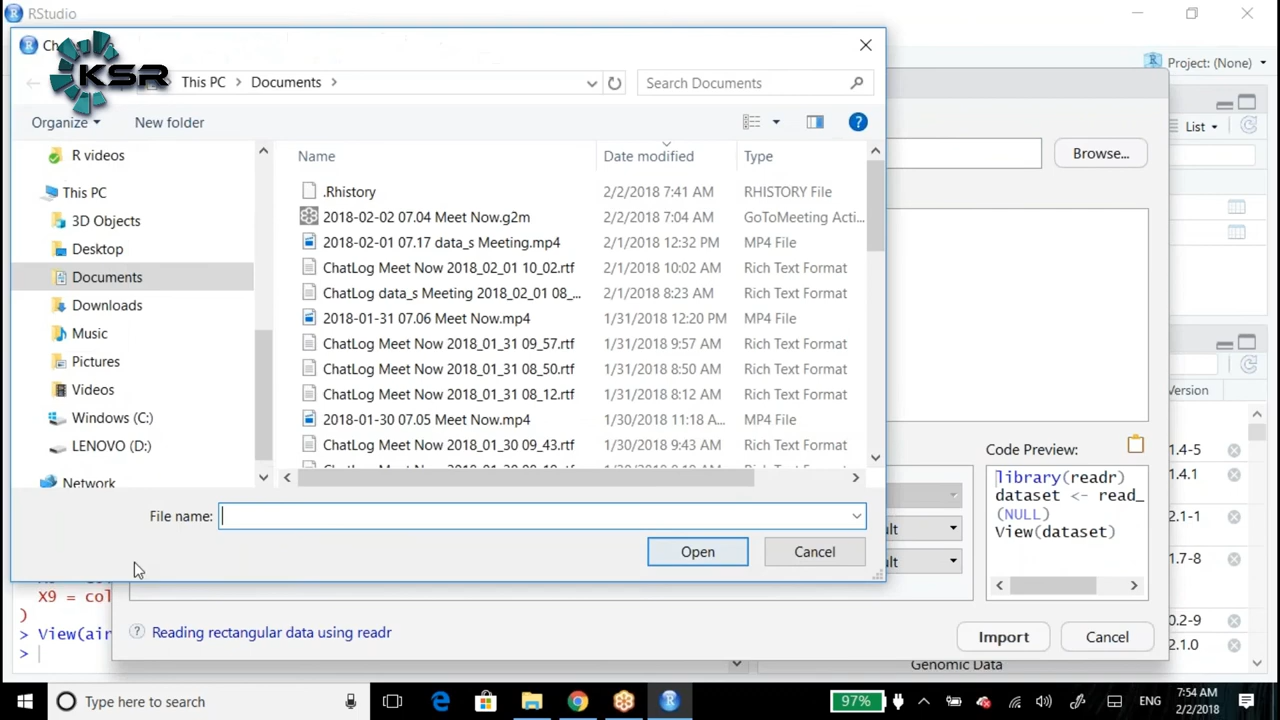 RStudio
Ch
KSR
This PC
Documents
Search Documents
Project: (None)
Organize
New folder
List
Browse...
R videos
This PC
3D Objects
Desktop
Documents
Downloads
Music
Pictures
Videos
Windows (C:)
LENOVO (D:)
Network
Name
Date modified
Type
.Rhistory
2/2/2018 7:41 AM
RHISTORY File
2018-02-02 07.04 Meet Now.g2m
2/2/2018 7:04 AM
GoToMeeting Acti...
2018-02-01 07.17 data_s Meeting.mp4
2/1/2018 12:32 PM
MP4 File
ChatLog Meet Now 2018_02_01 10_02.rtf
2/1/2018 10:02 AM
Rich Text Format
ChatLog data_s Meeting 2018_02_01 08_...
2/1/2018 8:23 AM
Rich Text Format
2018-01-31 07.06 Meet Now.mp4
1/31/2018 12:20 PM
MP4 File
ChatLog Meet Now 2018_01_31 09_57.rtf
1/31/2018 9:57 AM
Rich Text Format
ChatLog Meet Now 2018_01_31 08_50.rtf
1/31/2018 8:50 AM
Rich Text Format
ChatLog Meet Now 2018_01_31 08_12.rtf
1/31/2018 8:12 AM
Rich Text Format
2018-01-30 07.05 Meet Now.mp4
1/30/2018 11:18 A...
MP4 File
ChatLog Meet Now 2018_01_30 09_43.rtf
1/30/2018 9:43 AM
Rich Text Format
File name:
Open
Cancel
ersion
1.4-5
1.4.1
2.1-1
1.7-8
0.2-9
2.1.0
Code Preview:
library(readr)
dataset <- read_
(NULL)
View(dataset)
ult
ult
X9 = col
)
> View(air
>
Reading rectangular data using readr
Import
Cancel
Genomic Data
Type here to search
97%
ENG
7:54 AM
2/2/2018